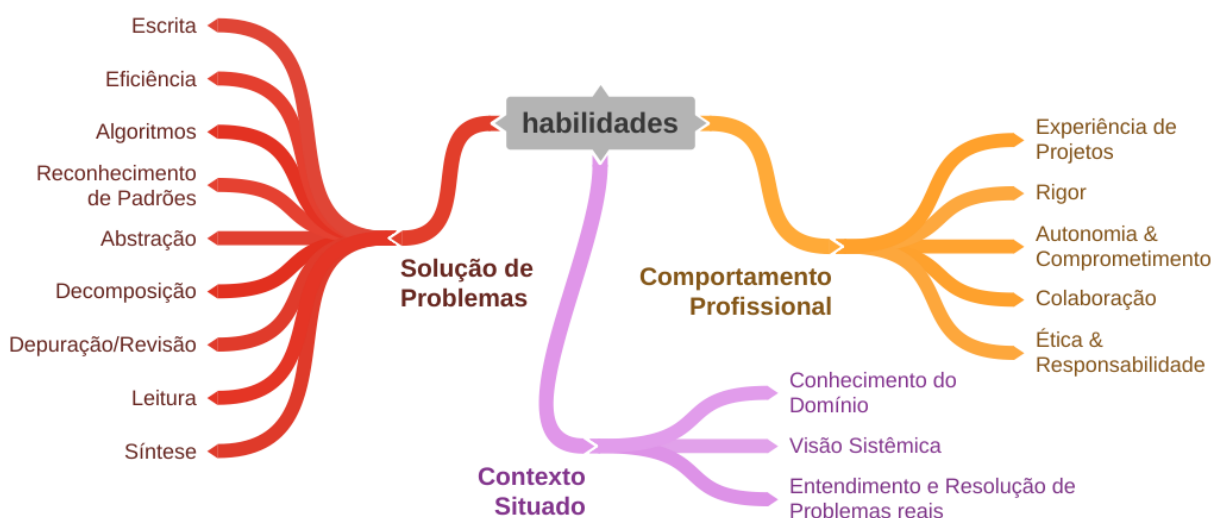 habilidades
Escrita
Eficiência
Algoritmos
Reconhecimento
de Padrões
Abstração
Decomposição
Depuração/Revisão
Leitura
Síntese
Solução de
Problemas
Comportamento
Profissional
Experiência de
Projetos
Rigor
Autonomia &
Comprometimento
Colaboração
Ética &
Responsabilidade
Contexto
Situado
Conhecimento do
Domínio
Visão Sistêmica
Entendimento e Resolução de
Problemas reais